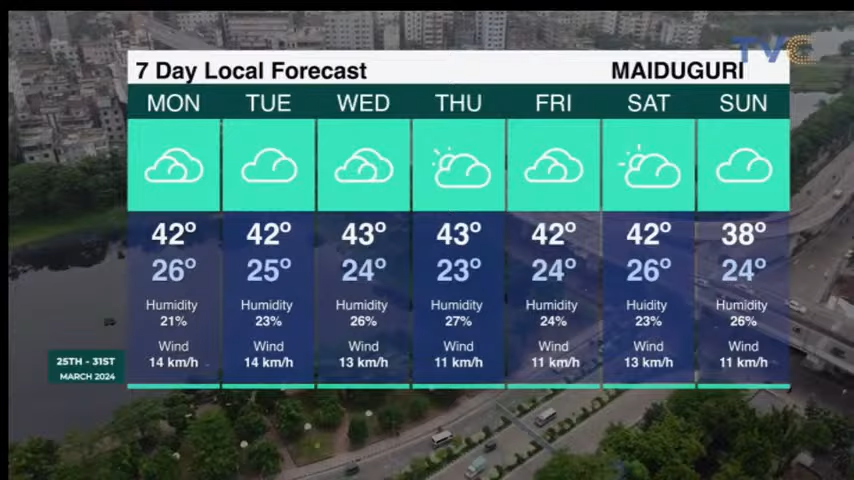 TVC
7 Day Local Forecast MAIDUGURI
MON TUE WED THU FRI SAT SUN
42º 42º 43º 43º 42º 42º 38º
26º 25º 24º 23º 24º 26º 24º
Humidity Humidity Humidity Humidity Humidity Huidity Humidity
21% 23% 26% 27% 24% 23% 26%
Wind Wind Wind Wind Wind Wind Wind
14 km/h 14 km/h 13 km/h 11 km/h 11 km/h 13 km/h 11 km/h
25TH - 31ST
MARCH 2024